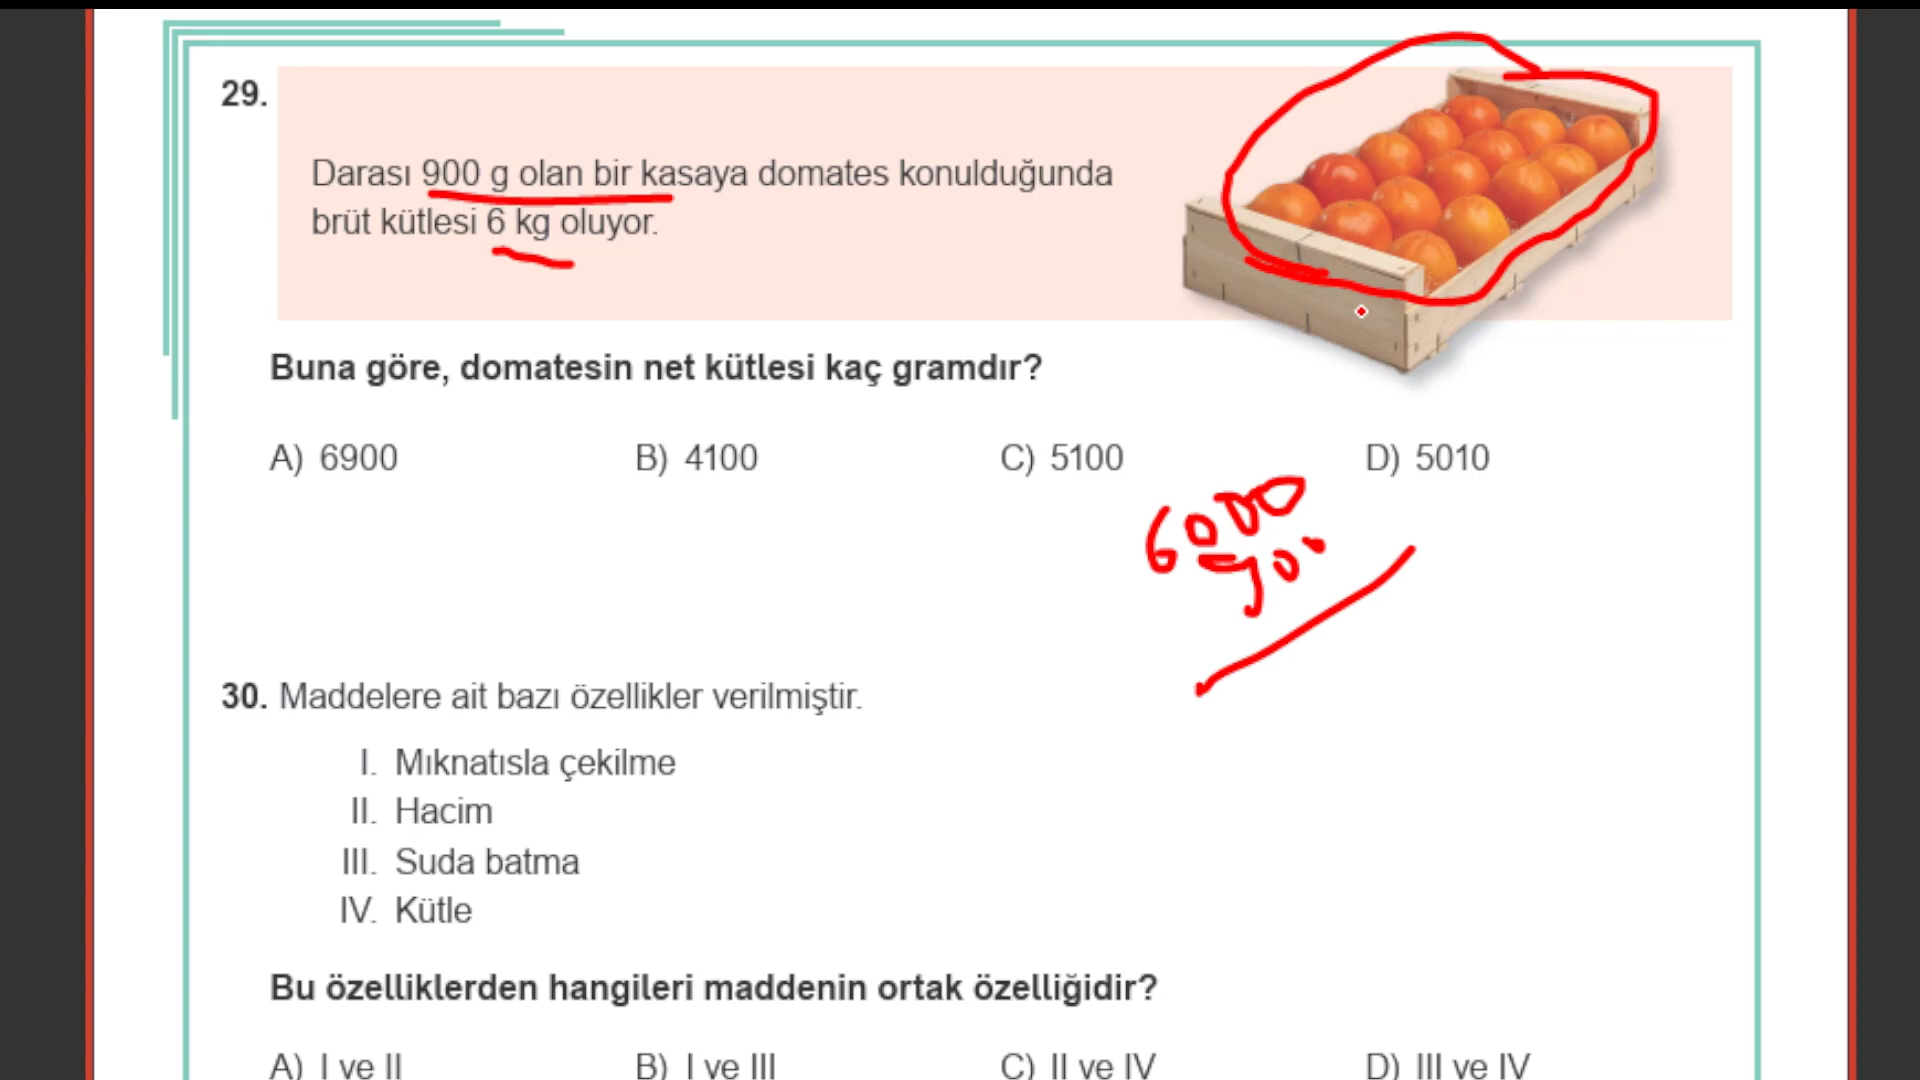 29.
Darası 900 g olan bir kasaya domates konulduğunda
brüt kütlesi 6 kg oluyor.
Buna göre, domatesin net kütlesi kaç gramdır?
A) 6900 B) 4100 C) 5100 D) 5010
6000
900
30. Maddelere ait bazı özellikler verilmiştir.
I. Mıknatısla çekilme
II. Hacim
III. Suda batma
IV. Kütle
Bu özelliklerden hangileri maddenin ortak özelliğidir?
A) I ve II B) I ve III C) II ve IV D) III ve IV